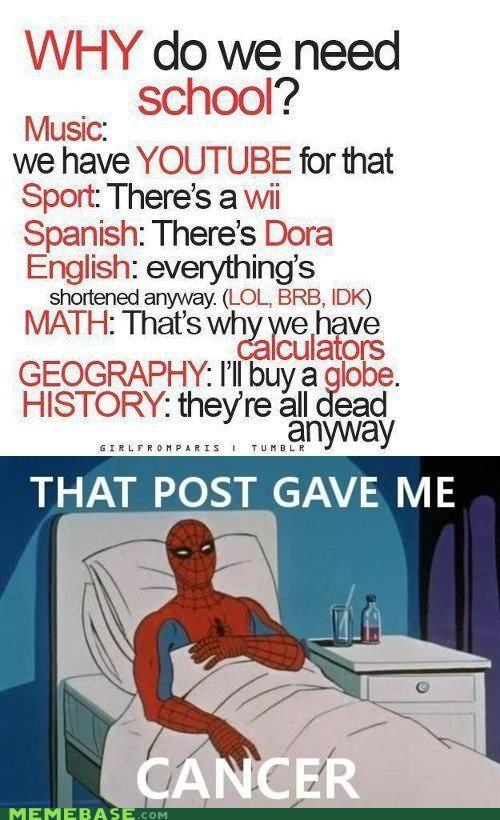 WHY do we need
school?
Music:
we have YOUTUBE for that
Sport: There's a wii
Spanish: There's Dora
English: everything's
shortened anyway. (LOL, BRB, IDK)
MATH: That's why we have
calculators
GEOGRAPHY: I'll buy a globe.
HISTORY: they're all dead
anyway
GIRLFROMPARIS | TUMBLR
THAT POST GAVE ME
CANCER
MEMEBASE.COM